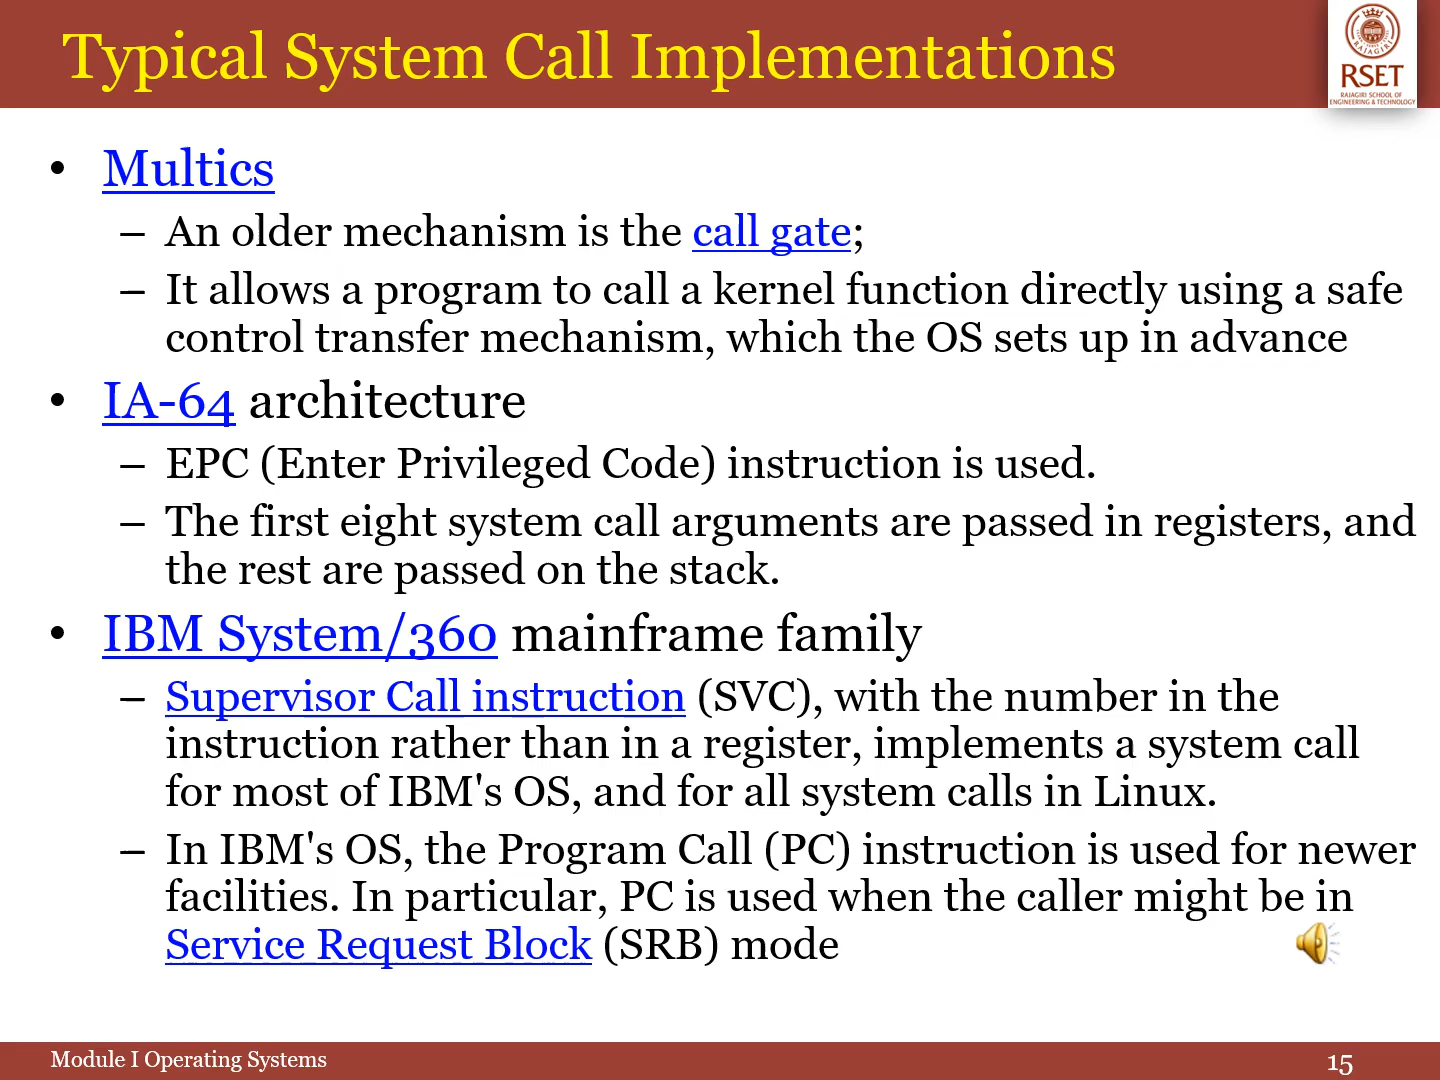 Typical System Call Implementations
RAJAGIRI
RSET
RAJAGIRI SCHOOL OF
ENGINEERING & TECHNOLOGY
• Multics
– An older mechanism is the call gate;
– It allows a program to call a kernel function directly using a safe
control transfer mechanism, which the OS sets up in advance
• IA-64 architecture
– EPC (Enter Privileged Code) instruction is used.
– The first eight system call arguments are passed in registers, and
the rest are passed on the stack.
• IBM System/360 mainframe family
– Supervisor Call instruction (SVC), with the number in the
instruction rather than in a register, implements a system call
for most of IBM's OS, and for all system calls in Linux.
– In IBM's OS, the Program Call (PC) instruction is used for newer
facilities. In particular, PC is used when the caller might be in
Service Request Block (SRB) mode
Module I Operating Systems
15